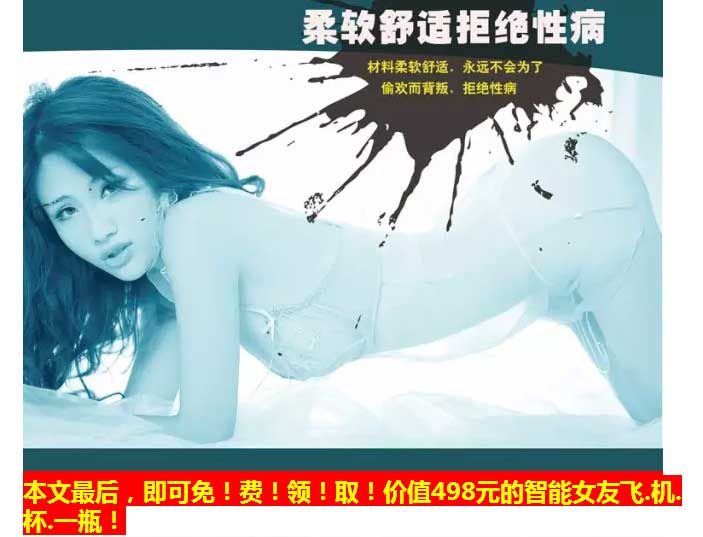 柔软舒适拒绝性病
材料柔软舒适，永远不会为了
偷欢而背叛，拒绝性病
本文最后，即可免！费！领！取！价值498元的智能女友飞.机.
杯.一瓶！